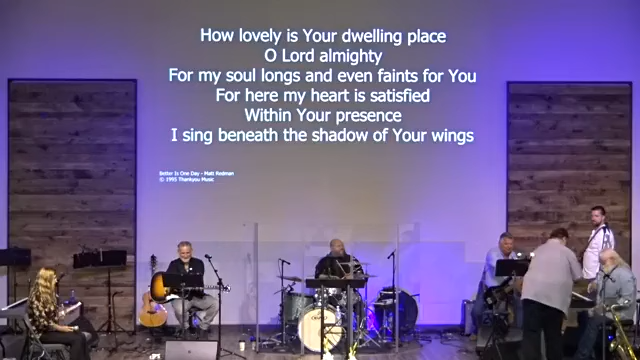 How lovely is Your dwelling place
O Lord almighty
For my soul longs and even faints for You
For here my heart is satisfied
Within Your presence
I sing beneath the shadow of Your wings
Better Is One Day - Matt Redman
© 1995 Thankyou Music